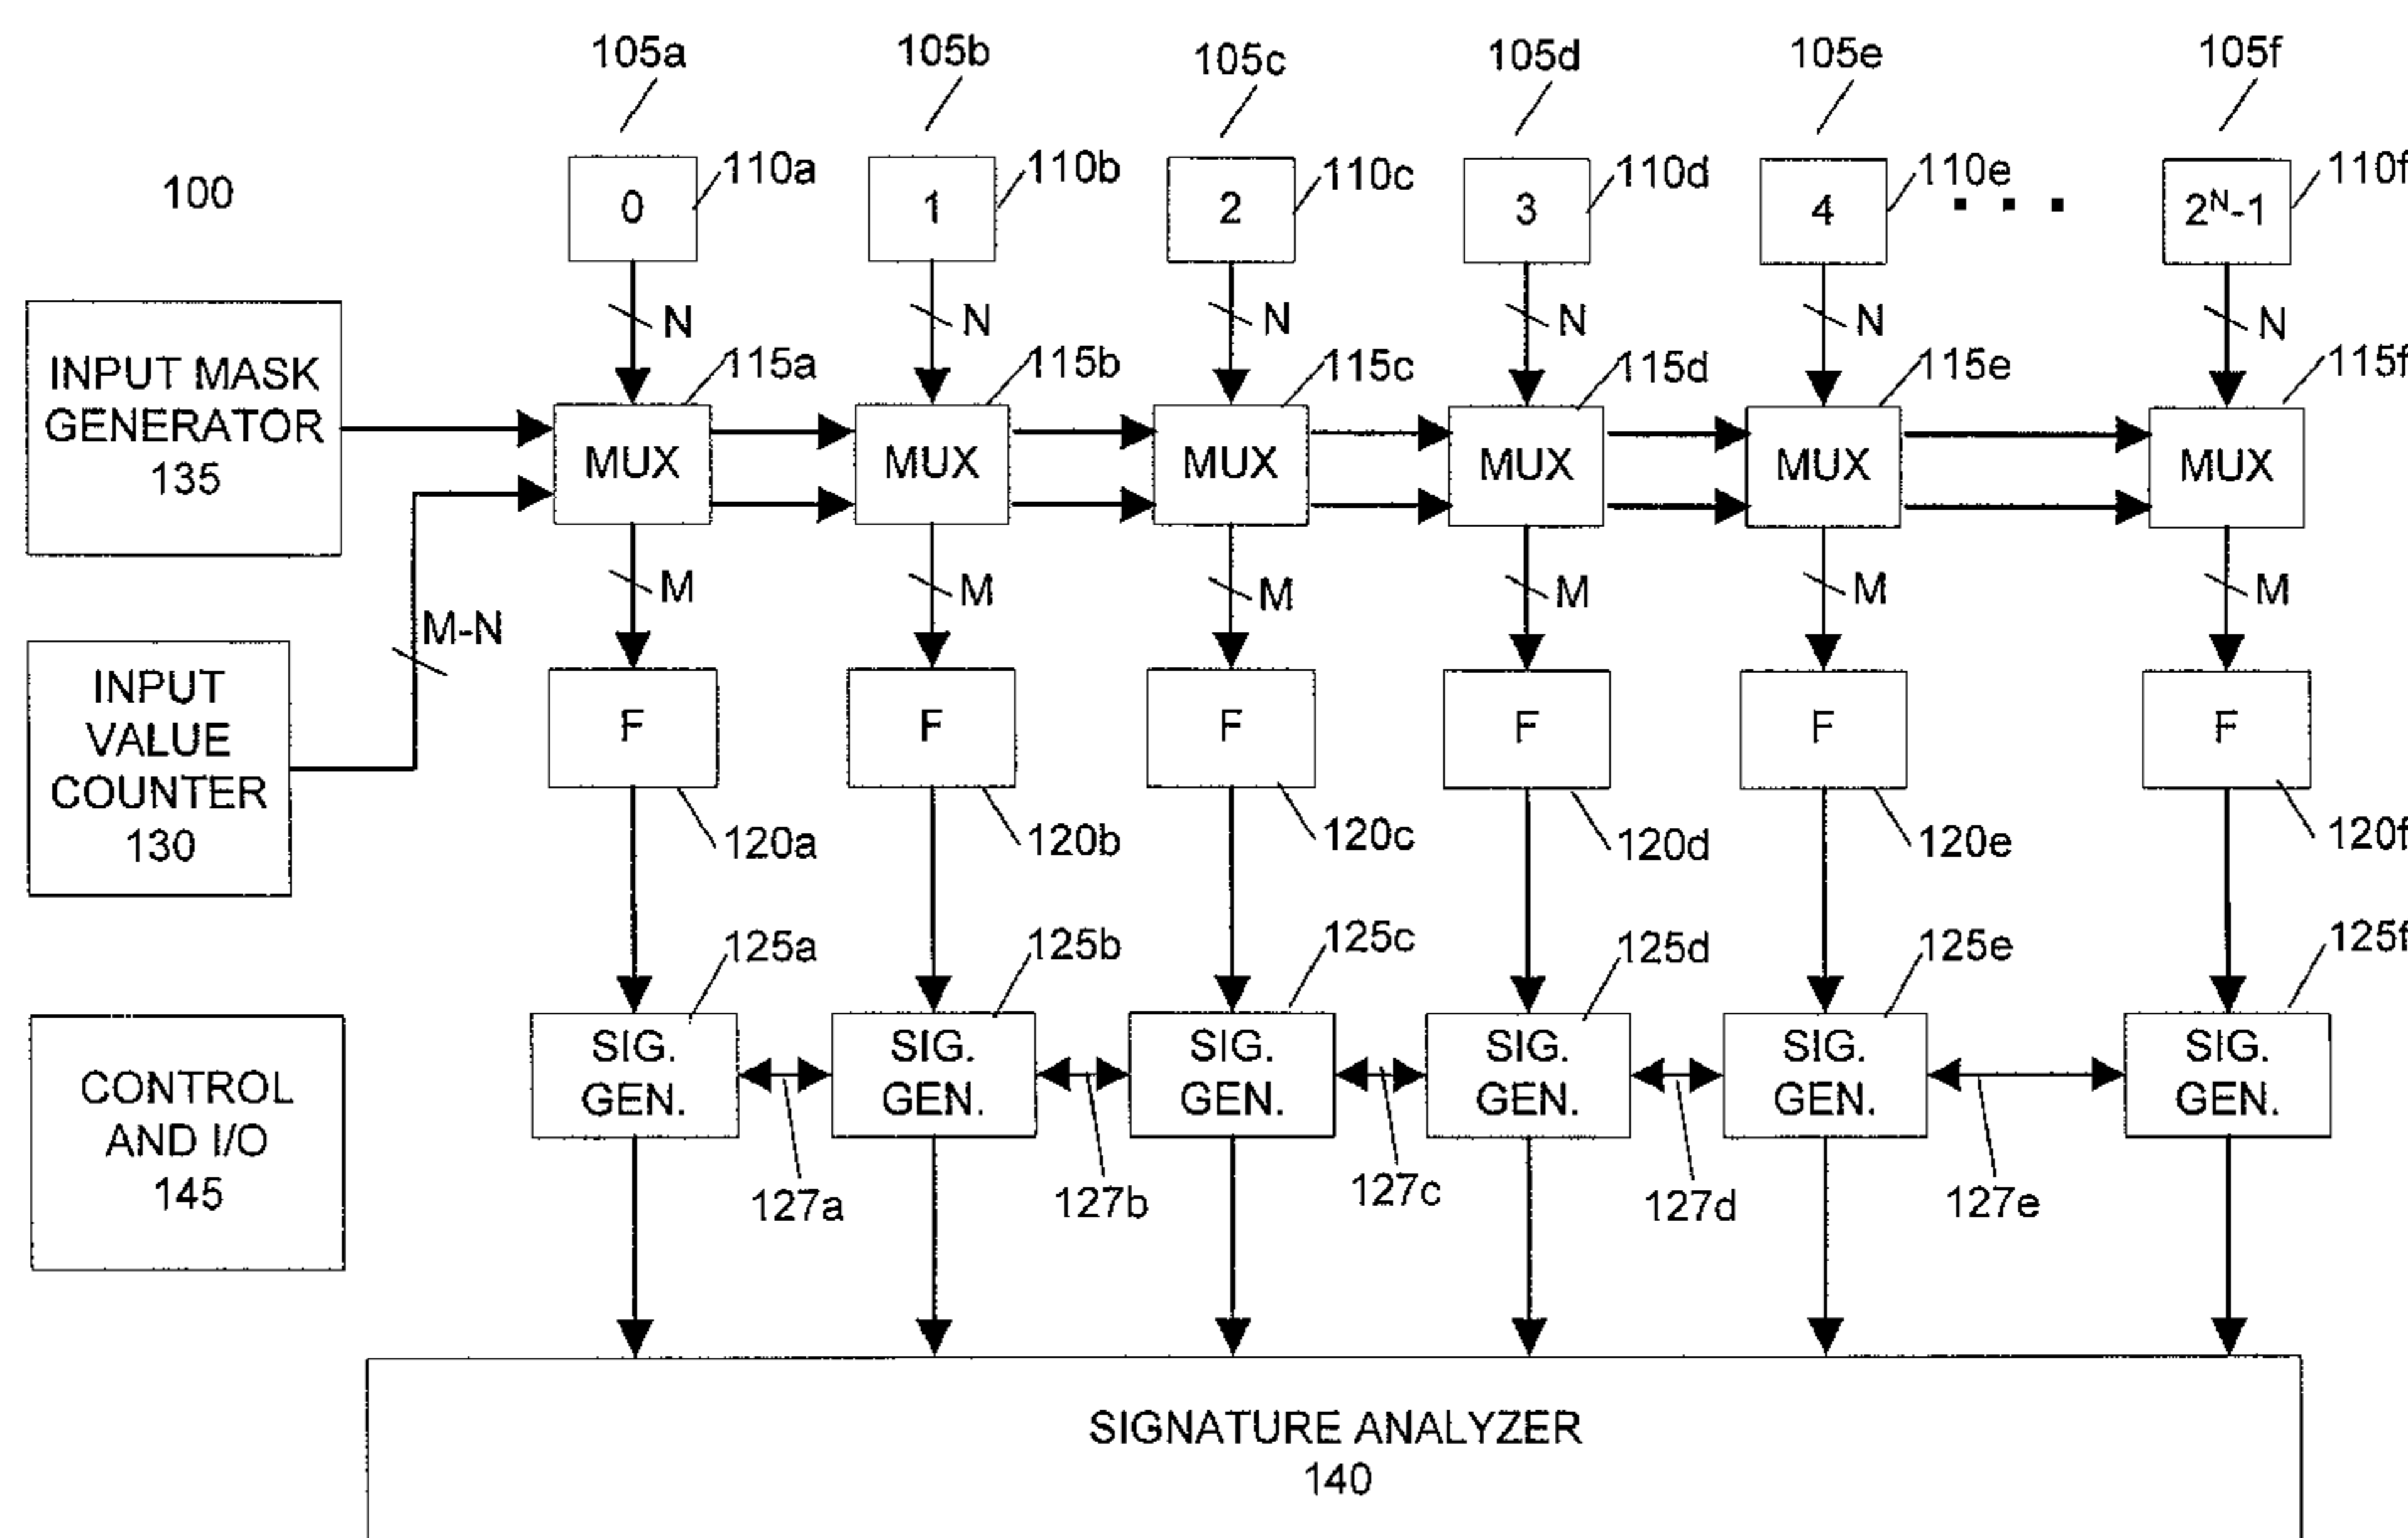 105a 105b 105c 105d 105e 105f
100
0 110a 1 110b 2 110c 3 110d 4 110e . . . 2ᴺ-1 110f
N N N N N N
INPUT MASK
GENERATOR
135
115a 115b 115c 115d 115e 115f
MUX MUX MUX MUX MUX MUX
M M M M M M
M-N
INPUT
VALUE
COUNTER
130
F F F F F F
120a 120b 120c 120d 120e 120f
125a 125b 125c 125d 125e 125f
SIG. SIG. SIG. SIG. SIG. SIG.
GEN. GEN. GEN. GEN. GEN. GEN.
CONTROL
AND I/O
145
127a 127b 127c 127d 127e
SIGNATURE ANALYZER
140